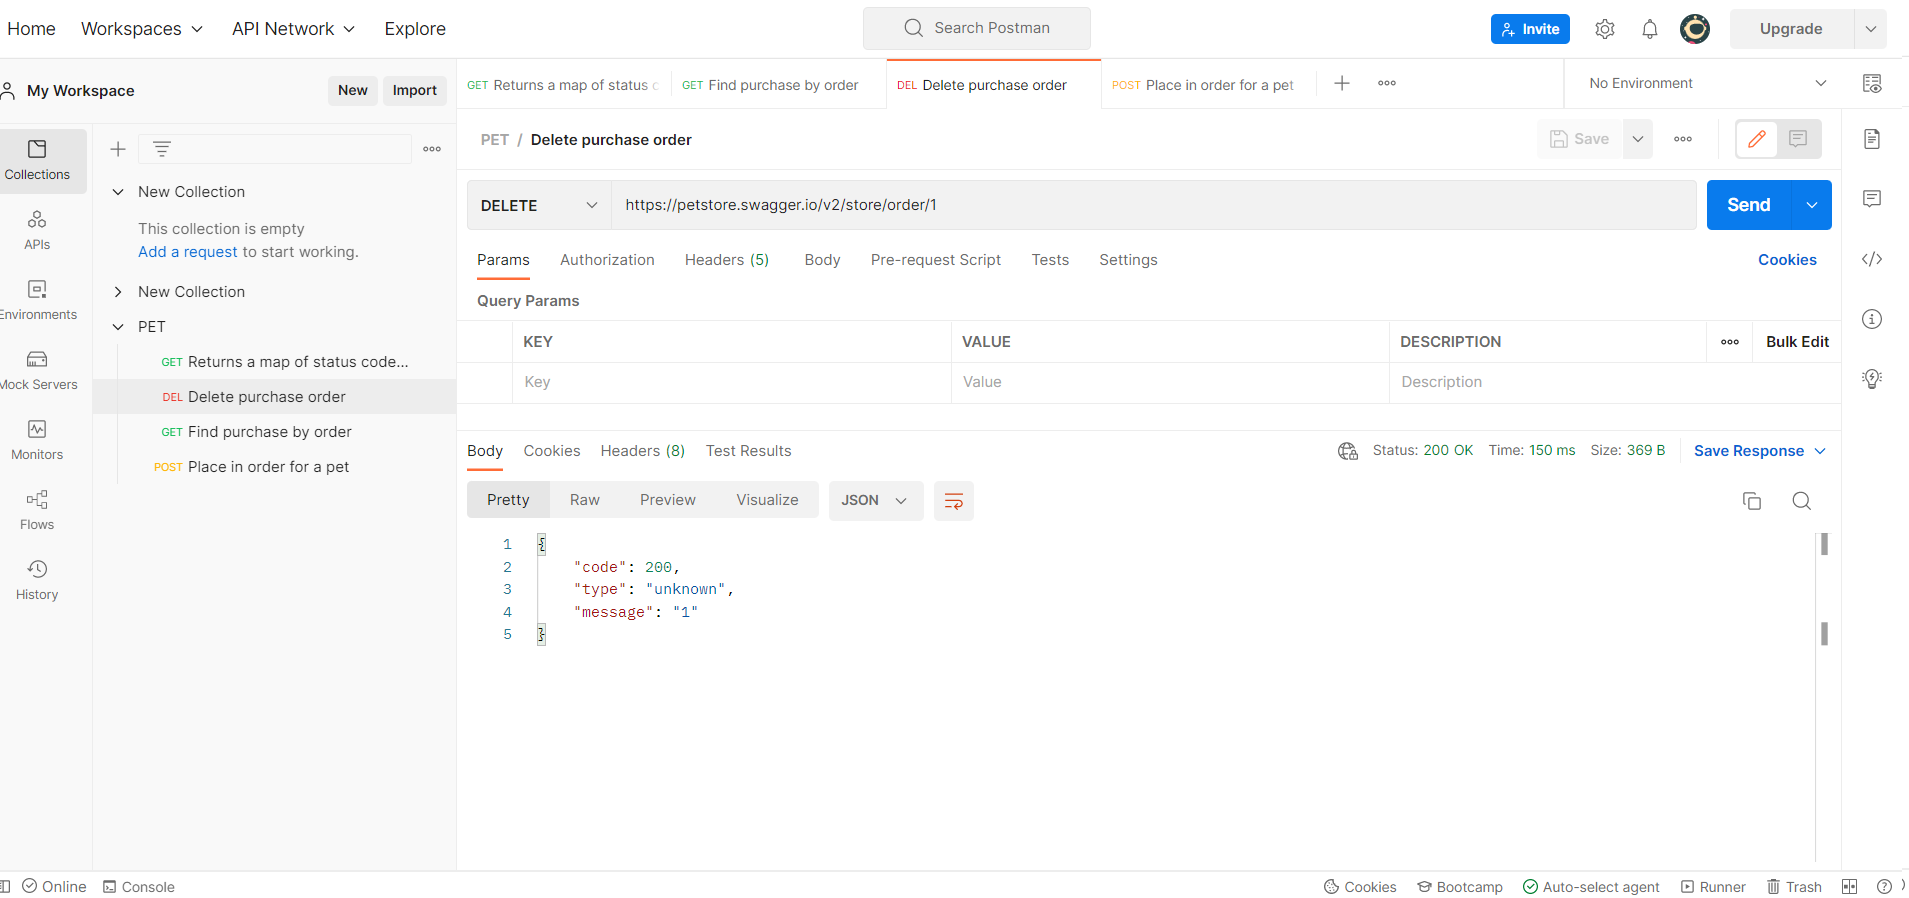 Home Workspaces API Network Explore Search Postman Invite Upgrade
My Workspace New Import
GET Returns a map of status c GET Find purchase by order DEL Delete purchase order POST Place in order for a pet No Environment
PET / Delete purchase order Save
Collections
APIs
Environments
Mock Servers
Monitors
Flows
History
New Collection
This collection is empty
Add a request to start working.
New Collection
PET
GET Returns a map of status code...
DEL Delete purchase order
GET Find purchase by order
POST Place in order for a pet
DELETE https://petstore.swagger.io/v2/store/order/1 Send
Params Authorization Headers (5) Body Pre-request Script Tests Settings Cookies
Query Params
KEY VALUE DESCRIPTION Bulk Edit
Key Value Description
Body Cookies Headers (8) Test Results Status: 200 OK Time: 150 ms Size: 369 B Save Response
Pretty Raw Preview Visualize JSON
1 {
2 "code": 200,
3 "type": "unknown",
4 "message": "1"
5 }
Online Console Cookies Bootcamp Auto-select agent Runner Trash